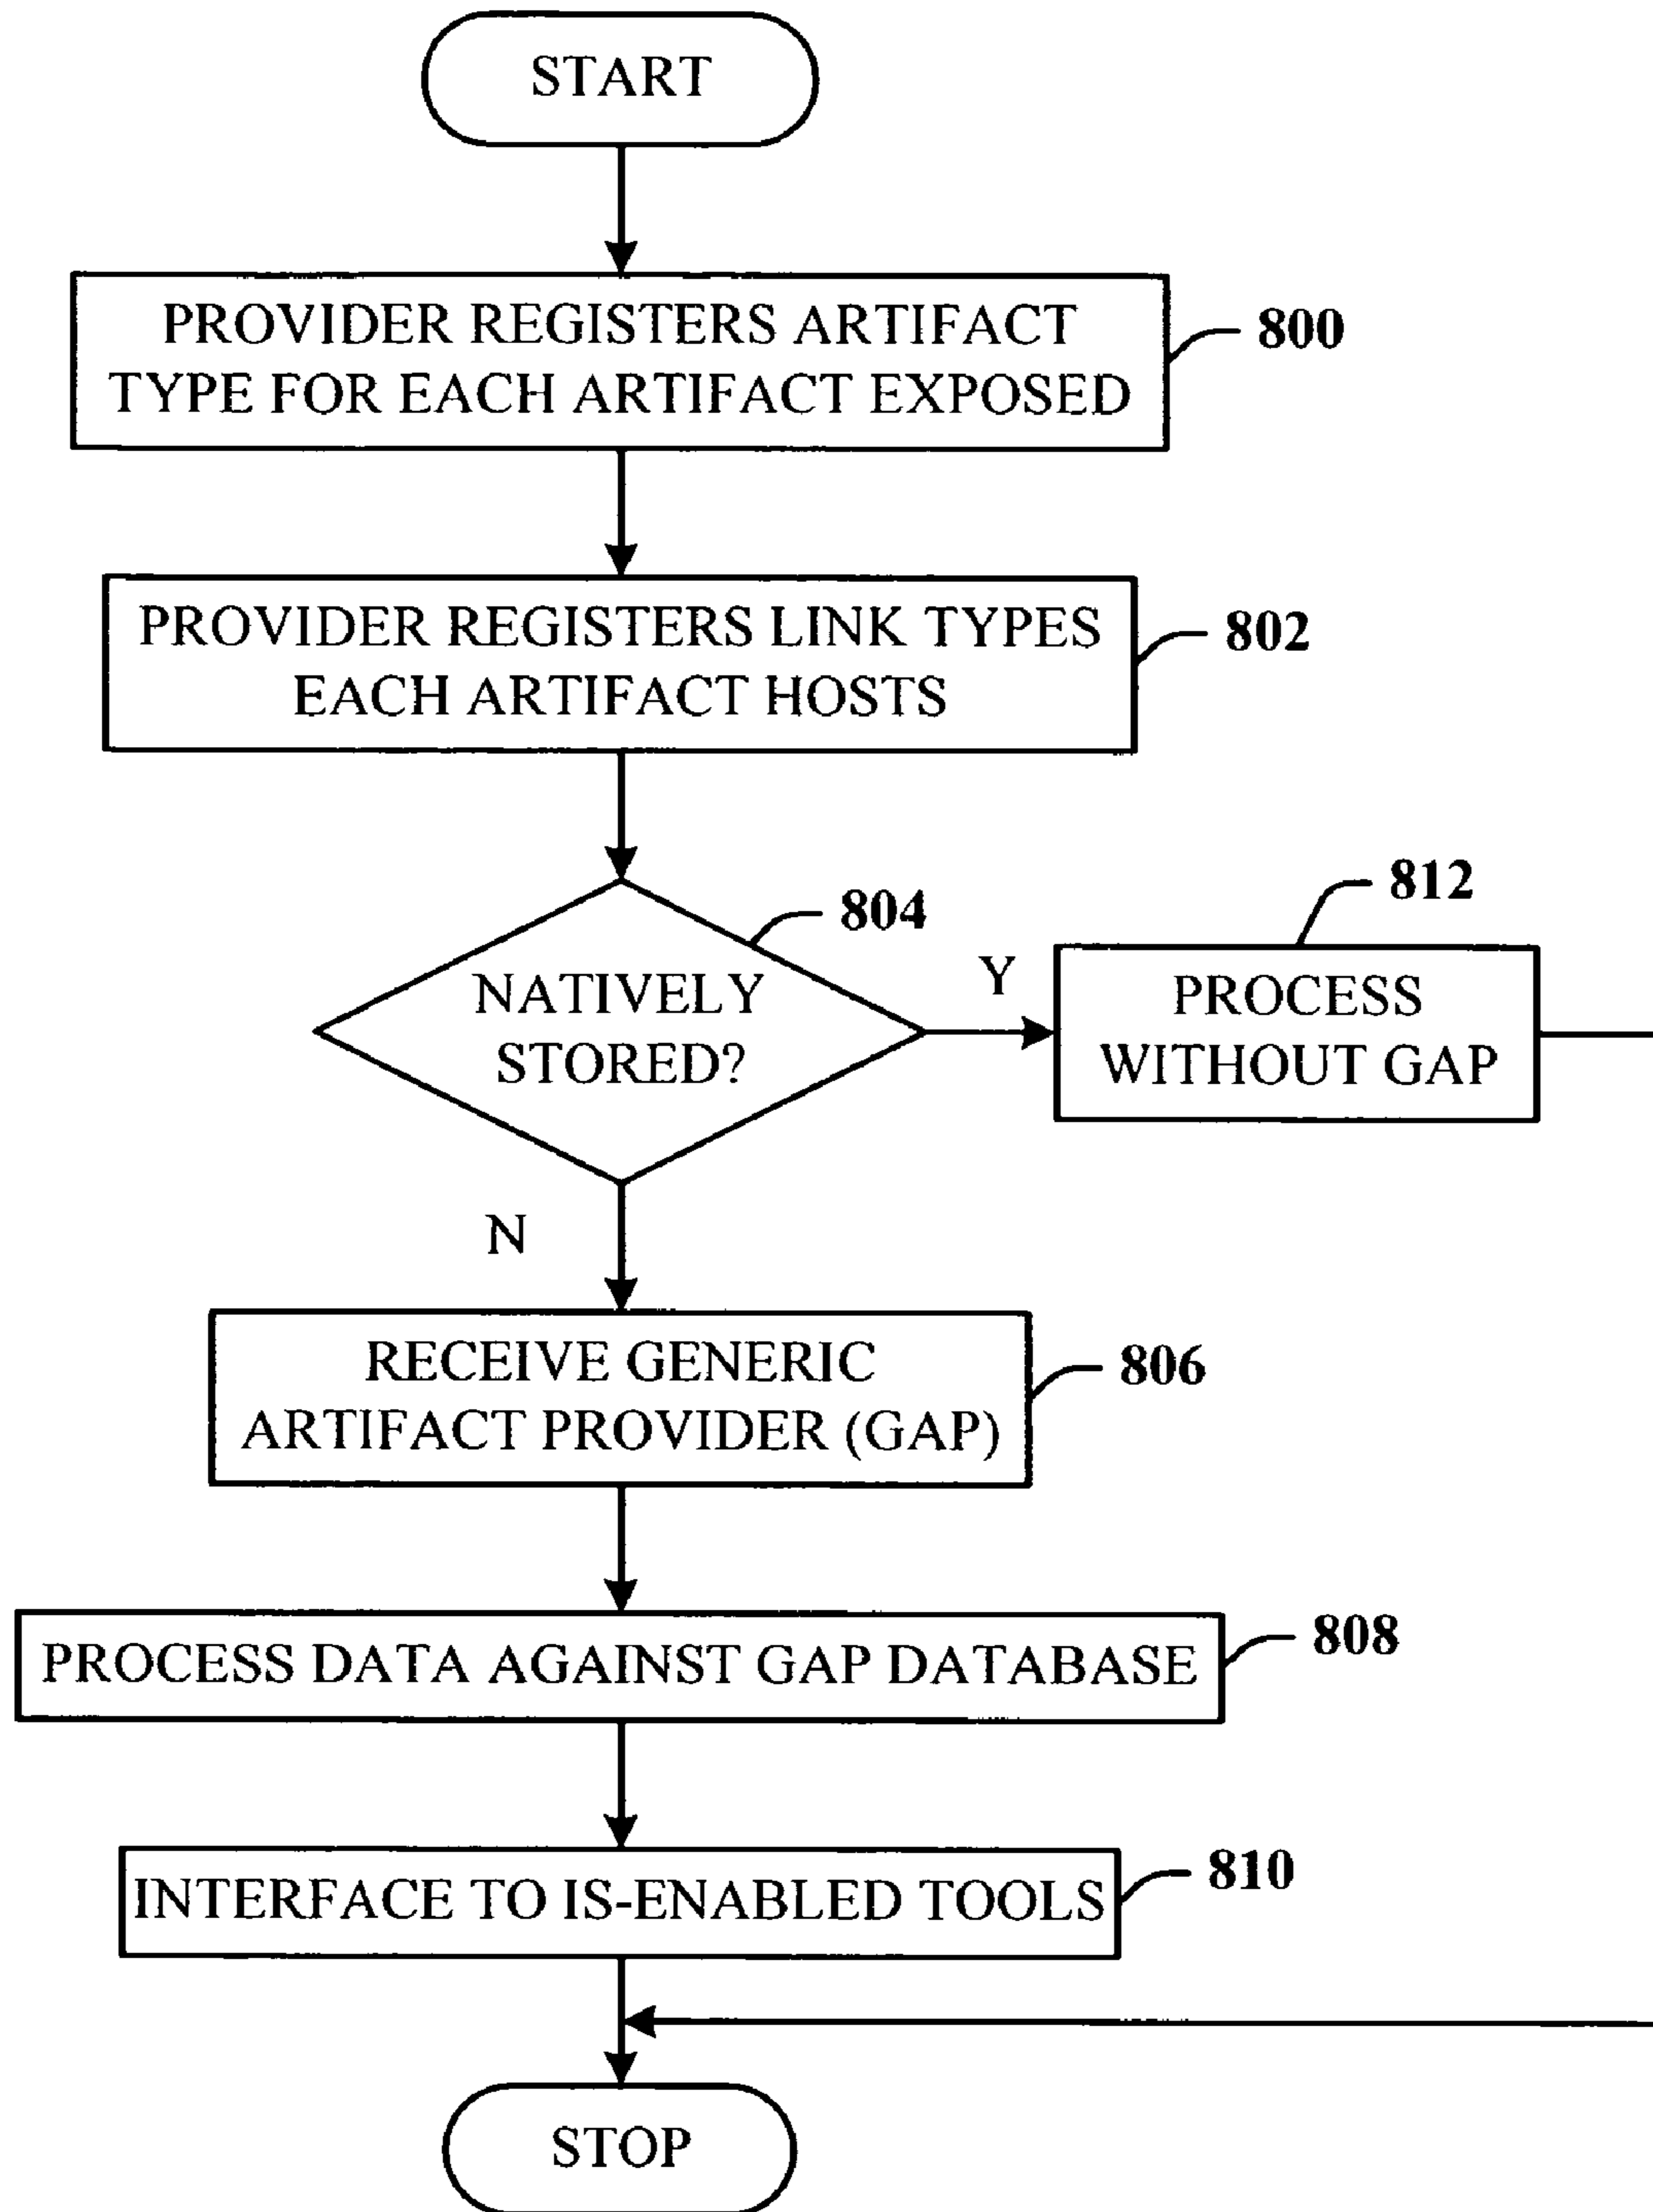 START
PROVIDER REGISTERS ARTIFACT
TYPE FOR EACH ARTIFACT EXPOSED
800
PROVIDER REGISTERS LINK TYPES
EACH ARTIFACT HOSTS
802
804
NATIVELY
STORED?
Y
812
PROCESS
WITHOUT GAP
N
RECEIVE GENERIC
ARTIFACT PROVIDER (GAP)
806
PROCESS DATA AGAINST GAP DATABASE
808
INTERFACE TO IS-ENABLED TOOLS
810
STOP